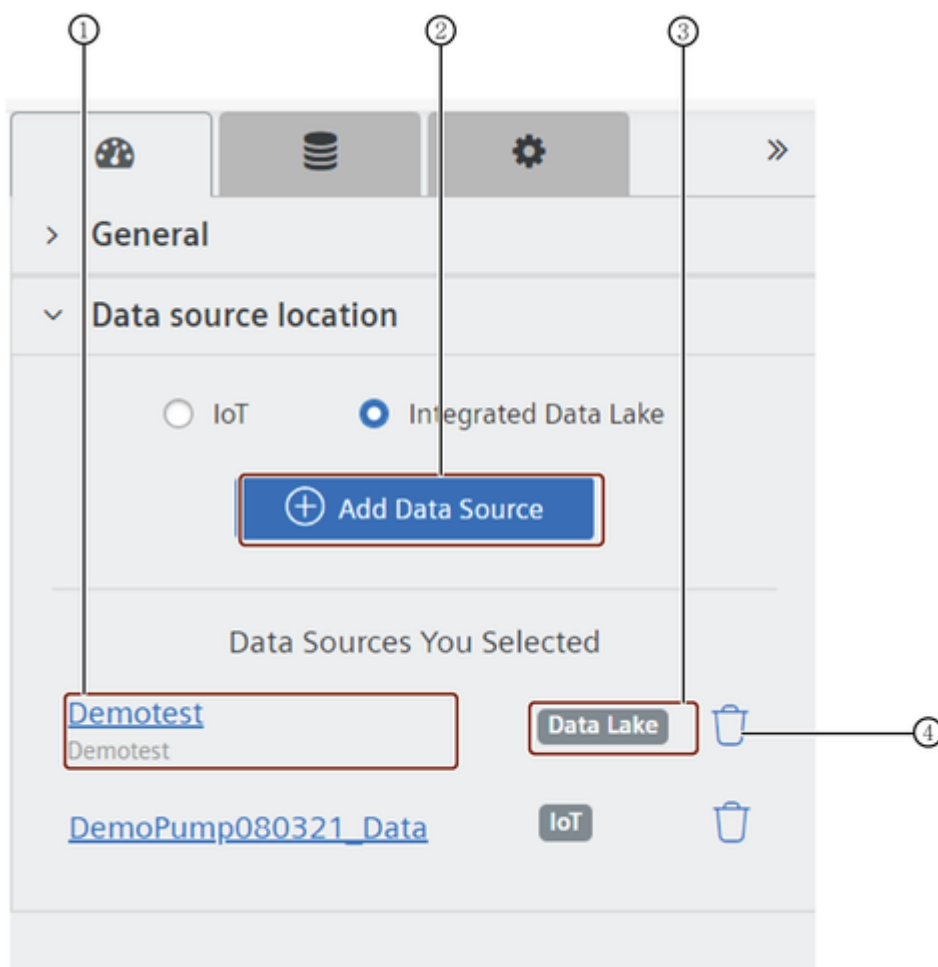 ① ② ③
»
General
Data source location
IoT Integrated Data Lake
Add Data Source
Data Sources You Selected
Demotest Data Lake
Demotest
④
DemoPump080321_Data IoT